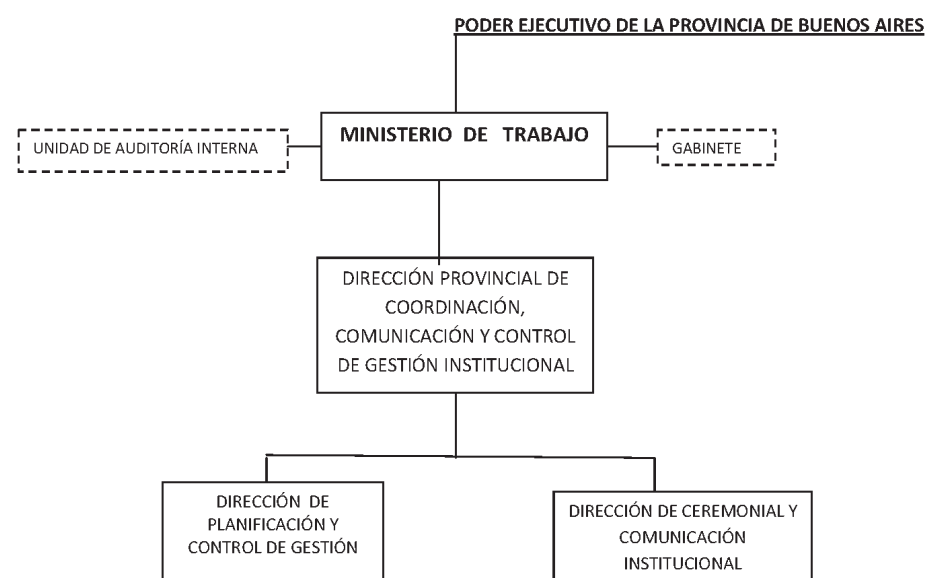 PODER EJECUTIVO DE LA PROVINCIA DE BUENOS AIRES
MINISTERIO DE TRABAJO
UNIDAD DE AUDITORÍA INTERNA
GABINETE
DIRECCIÓN PROVINCIAL DE
COORDINACIÓN,
COMUNICACIÓN Y CONTROL
DE GESTIÓN INSTITUCIONAL
DIRECCIÓN DE
PLANIFICACIÓN Y
CONTROL DE GESTIÓN
DIRECCIÓN DE CEREMONIAL Y
COMUNICACIÓN
INSTITUCIONAL